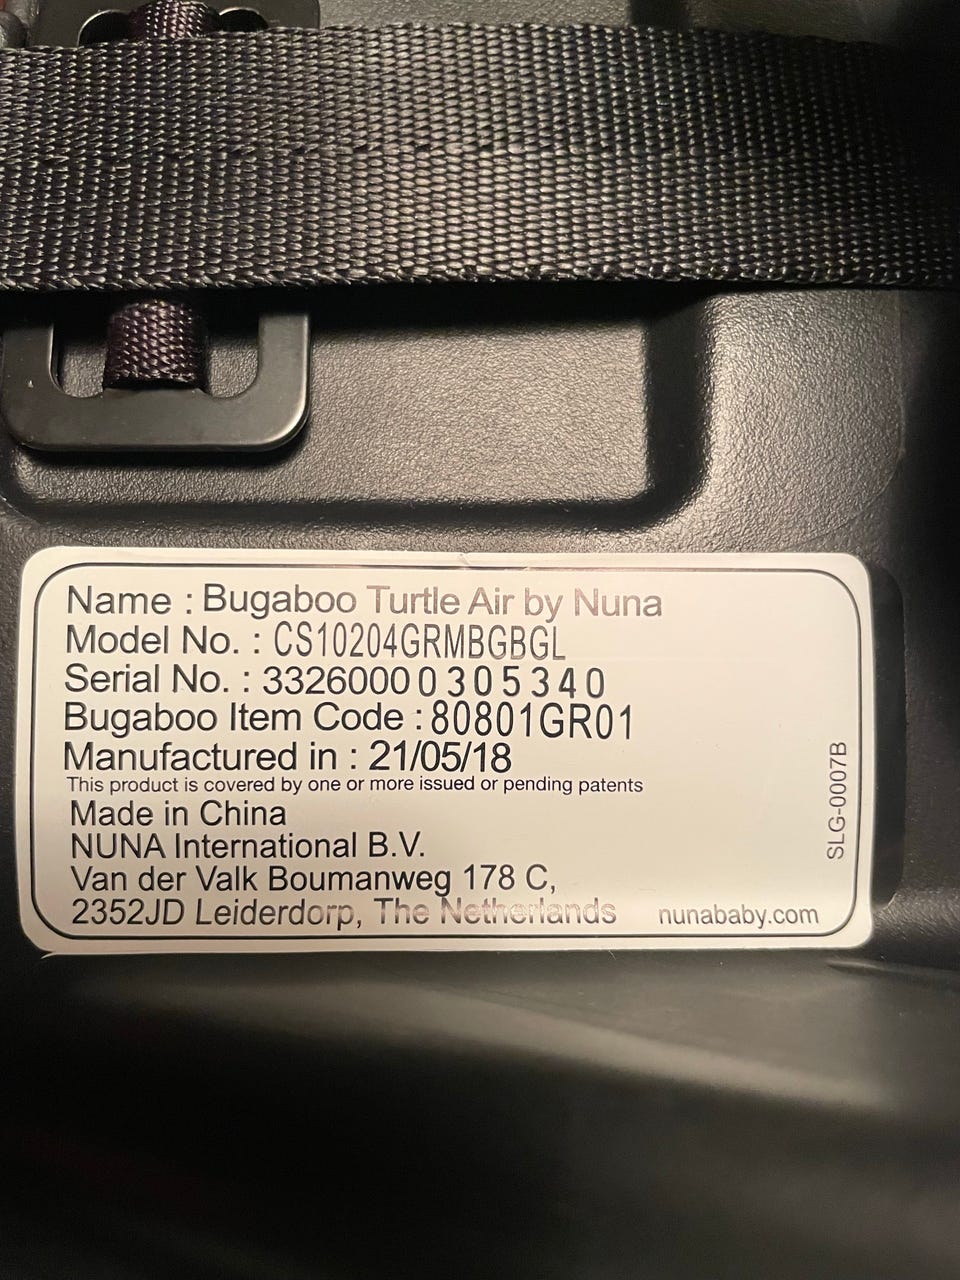 Name : Bugaboo Turtle Air by Nuna
Model No. : CS10204GRMBGBGL
Serial No. : 33260000305340
Bugaboo Item Code : 80801GR01
Manufactured in : 21/05/18
This product is covered by one or more issued or pending patents
Made in China
NUNA International B.V.
Van der Valk Boumanweg 178 C,
2352JD Leiderdorp, The Netherlands
nunababy.com
SLG-0007B